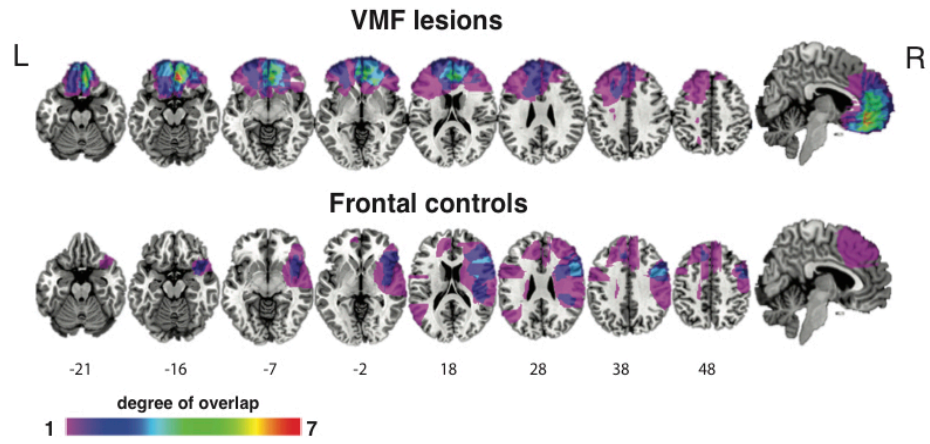 VMF lesions
L
R
Frontal controls
-21 -16 -7 -2 18 28 38 48
degree of overlap
1 7